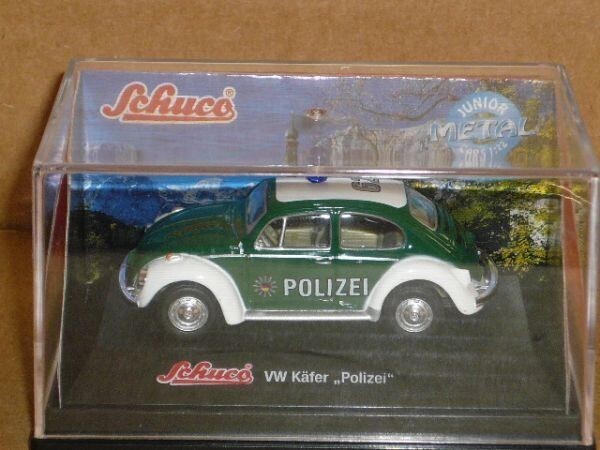 Schuco®
JUNIOR
"METAL"
POLIZEI
Schuco VW Käfer „Polizei“